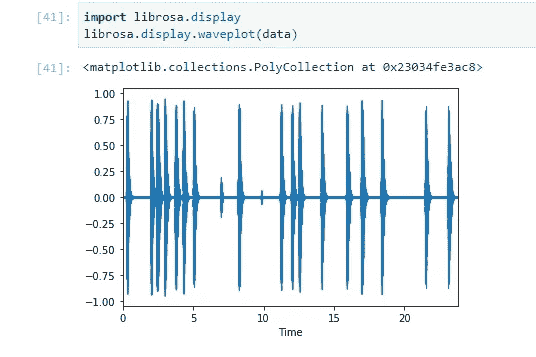 [41]: import librosa.display
librosa.display.waveplot(data)
[41]: <matplotlib.collections.PolyCollection at 0x23034fe3ac8>
1.00
0.75
0.50
0.25
0.00
−0.25
−0.50
−0.75
−1.00
0 5 10 15 20
Time